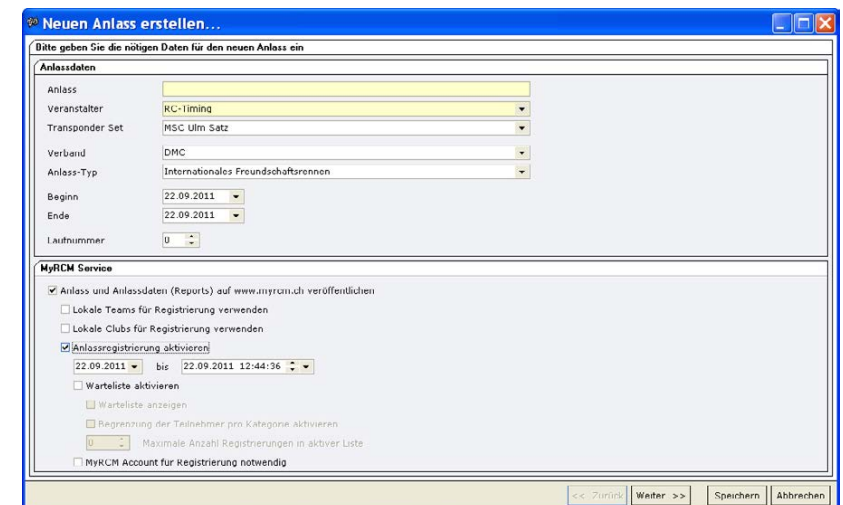 Neuen Anlass erstellen...
Bitte geben Sie die nötigen Daten für den neuen Anlass ein
Anlassdaten
Anlass
Veranstalter RC-Timing
Transponder Set MSC Ulm Satz
Verband DMC
Anlass-Typ Internationales Freundschaftsrennen
Beginn 22.09.2011
Ende 22.09.2011
Laufnummer 0
MyRCM Service
Anlass und Anlassdaten (Reports) auf www.myrcm.ch veröffentlichen
Lokale Teams für Registrierung verwenden
Lokale Clubs für Registrierung verwenden
Anlassregistrierung aktivieren
22.09.2011 bis 22.09.2011 12:44:36
Warteliste aktivieren
Warteliste anzeigen
Begrenzung der Teilnehmer pro Kategorie aktivieren
0 Maximale Anzahl Registrierungen in aktiver Liste
MyRCM Account für Registrierung notwendig
<< Zurück Weiter >> Speichern Abbrechen